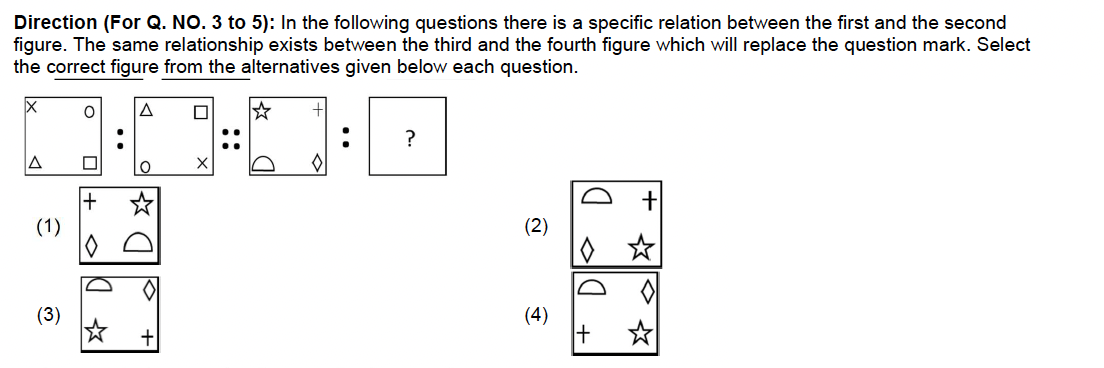 Direction (For Q. NO. 3 to 5): In the following questions there is a specific relation between the first and the second
figure. The same relationship exists between the third and the fourth figure which will replace the question mark. Select
the correct figure from the alternatives given below each question.
X O : Δ □ :: ☆ + : ?
Δ □ O X ⌓ ◊
(1) + ☆ (2) ⌓ +
◊ ⌓ ◊ ☆
(3) ⌓ ◊ (4) ⌓ ◊
☆ + + ☆